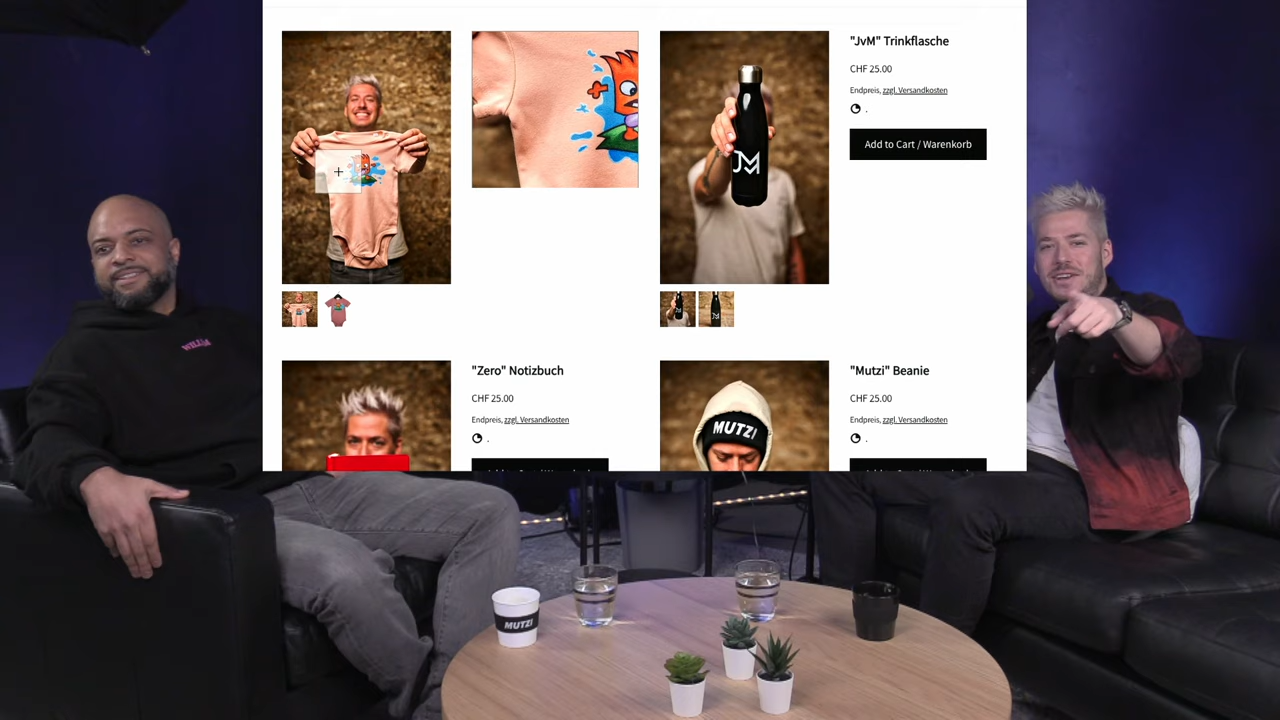 "JvM" Trinkflasche
CHF 25.00
Endpreis, zzgl. Versandkosten
.
Add to Cart / Warenkorb
JM
"Zero" Notizbuch
CHF 25.00
Endpreis, zzgl. Versandkosten
.
"Mutzi" Beanie
CHF 25.00
Endpreis, zzgl. Versandkosten
.
MUTZI
MUTZI